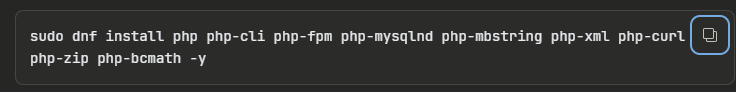 sudo dnf install php php-cli php-fpm php-mysqlnd php-mbstring php-xml php-curl
php-zip php-bcmath -y